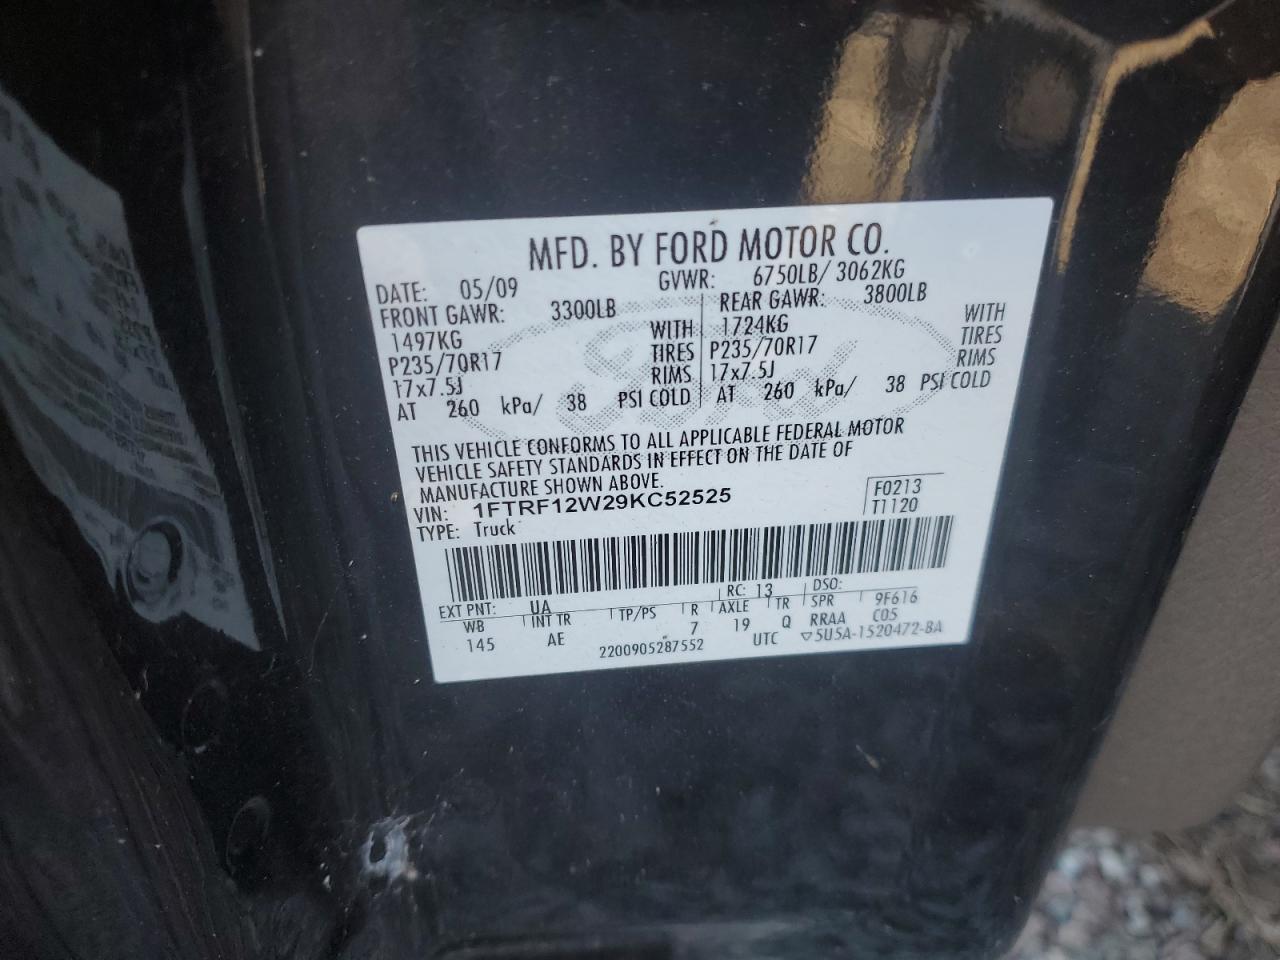 MFD. BY FORD MOTOR CO.
DATE: 05/09 GVWR: 6750LB/ 3062KG
FRONT GAWR: 3300LB REAR GAWR: 3800LB
1497KG WITH 1724KG WITH
P235/70R17 TIRES P235/70R17 TIRES
17x7.5J RIMS 17x7.5J RIMS
AT 260 kPa/ 38 PSI COLD AT 260 kPa/ 38 PSI COLD
THIS VEHICLE CONFORMS TO ALL APPLICABLE FEDERAL MOTOR
VEHICLE SAFETY STANDARDS IN EFFECT ON THE DATE OF
MANUFACTURE SHOWN ABOVE.
VIN: 1FTRF12W29KC52525 F0213
TYPE: Truck T1120
EXT PNT: UA RC: 13 DSO:
WB INT TR TP/PS R AXLE TR SPR 9F616
145 AE 7 19 Q RRAA C05
2200905287552 UTC ▽5U5A-1520472-BA